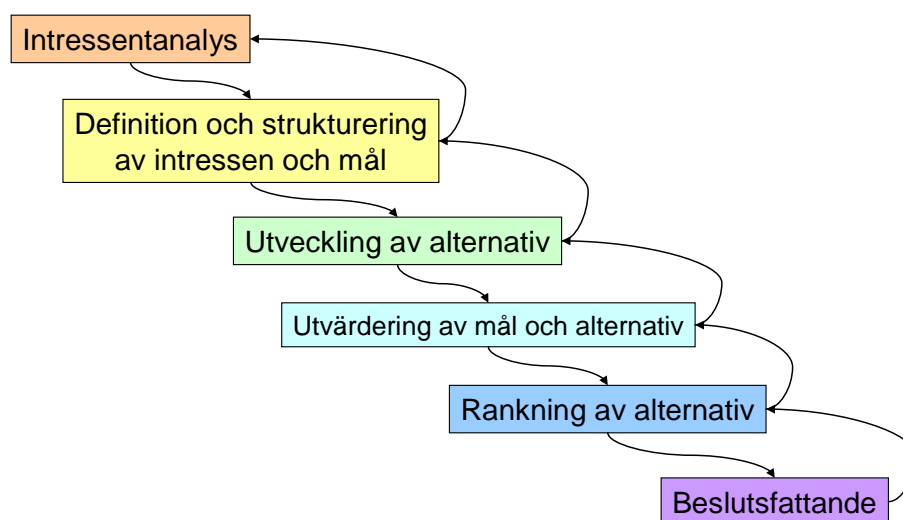 Intressentanalys
Definition och strukturering
av intressen och mål
Utveckling av alternativ
Utvärdering av mål och alternativ
Rankning av alternativ
Beslutsfattande